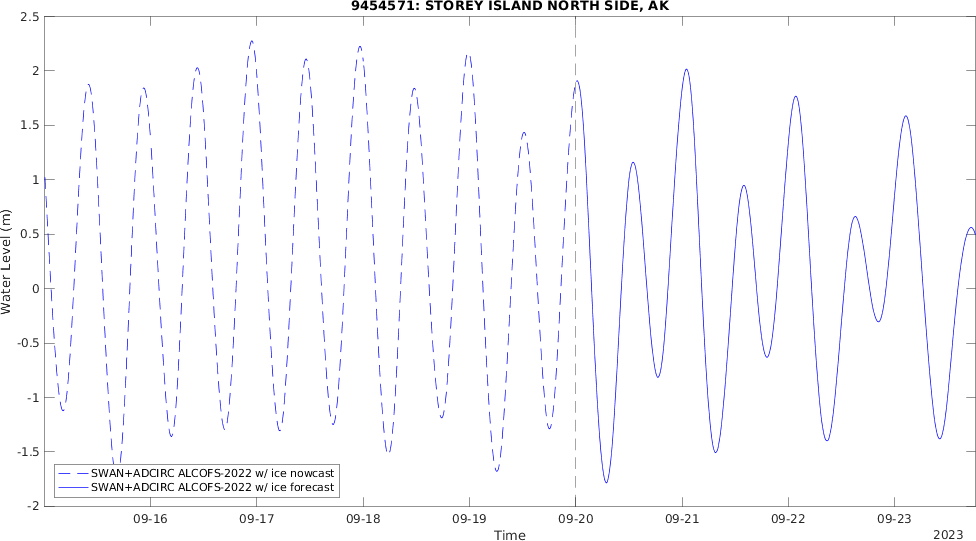 9454571: STOREY ISLAND NORTH SIDE, AK
2.5
2
1.5
1
0.5
0
-0.5
-1
-1.5
-2
Water Level (m)
SWAN+ADCIRC ALCOFS-2022 w/ ice nowcast
SWAN+ADCIRC ALCOFS-2022 w/ ice forecast
09-16 09-17 09-18 09-19 09-20 09-21 09-22 09-23
Time
2023